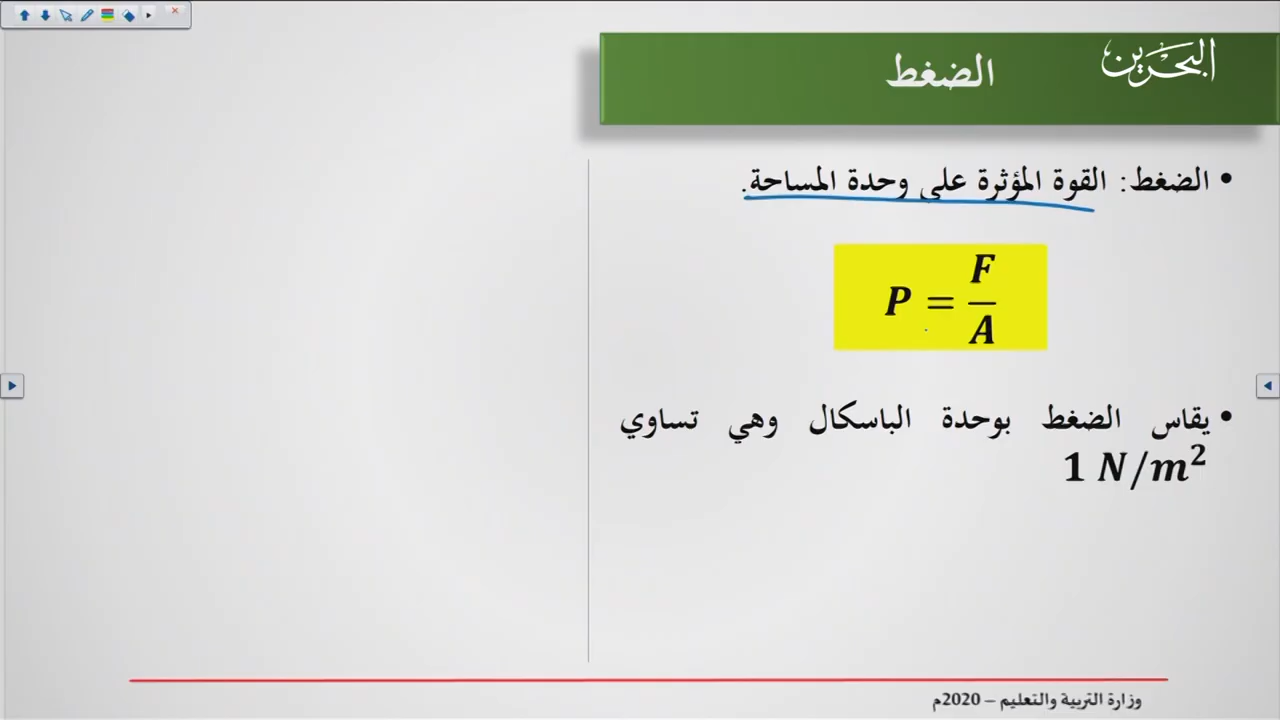 البحرين
الضغط
• الضغط: القوة المؤثرة على وحدة المساحة.
P = F/A
• يقاس الضغط بوحدة الباسكال وهي تساوي
1 N/m²
وزارة التربية والتعليم – 2020م